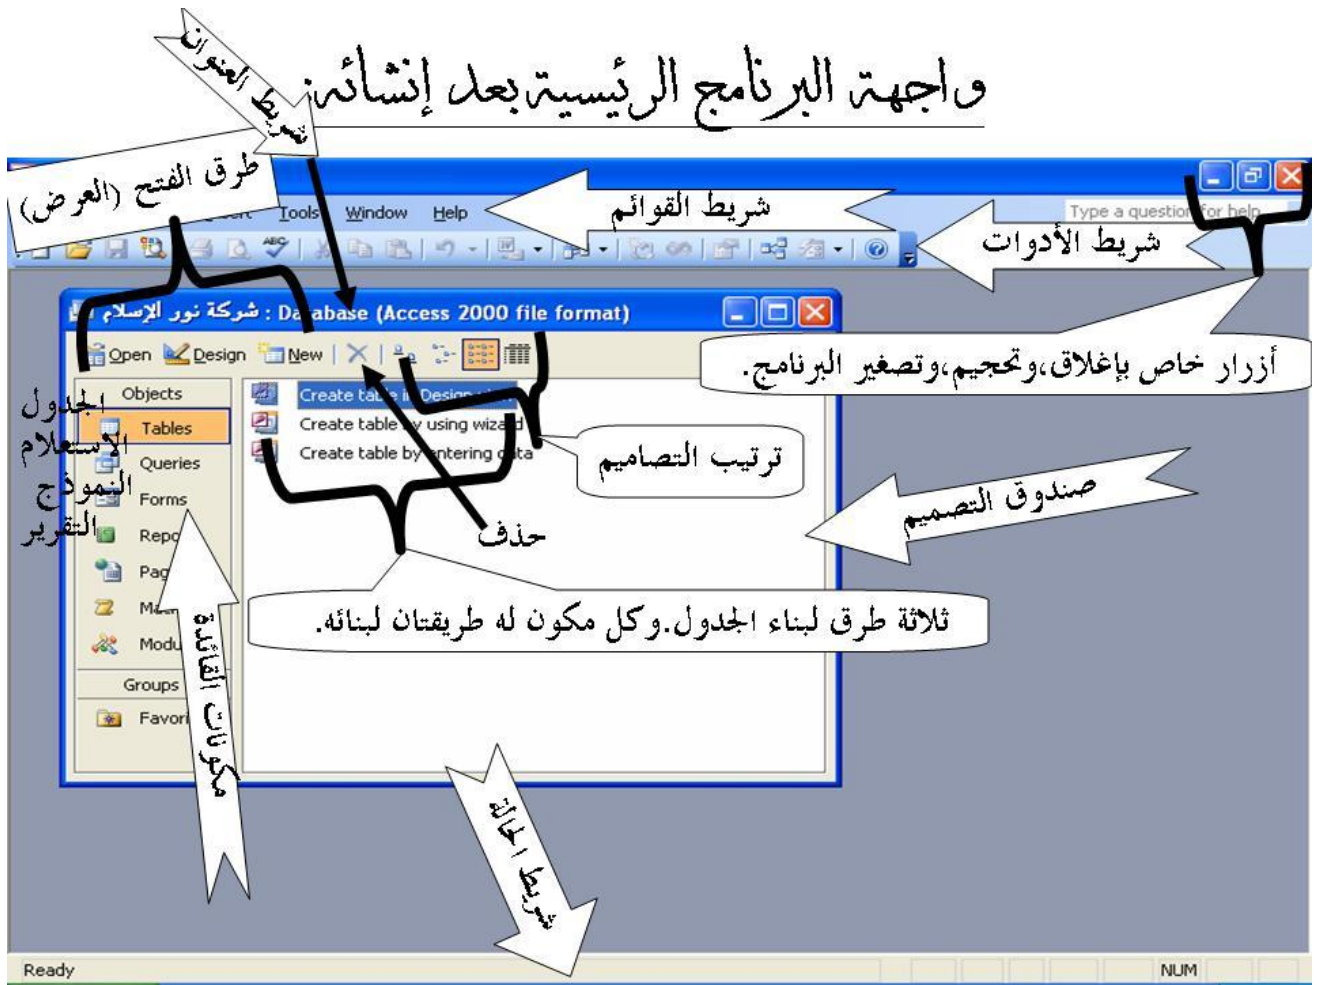 واجهة البرنامج الرئيسية بعد إنشائه:
شريط العنوان
طرق الفتح (العرض)
Tools Window Help
شريط القوائم
Type a question for help
شريط الأدوات
شركة نور الإسلام : Database (Access 2000 file format)
أزرار خاص بإغلاق،وتحجيم،وتصغير البرنامج.
Open Design New
Objects
Create table in Design view
الجدول
Tables
Create table by using wizard
الاستعلام
Queries
Create table by entering data
ترتيب التصاميم
النموذج
Forms
صندوق التصميم
التقرير
حذف
ثلاثة طرق لبناء الجدول.وكل مكون له طريقتان لبنائه.
مكونات القائدة
Groups
شريط الحالة
Ready
NUM